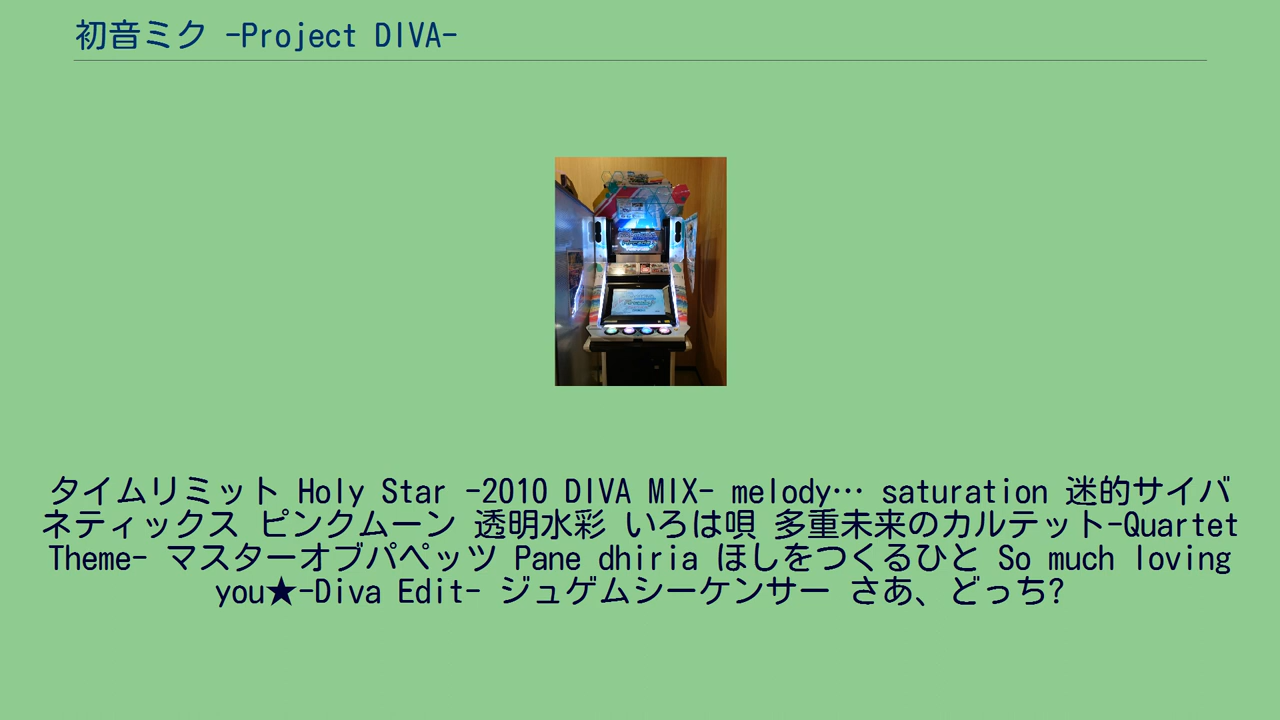 初音ミク -Project DIVA-
タイムリミット Holy Star -2010 DIVA MIX- melody… saturation 迷的サイバ
ネティックス ピンクムーン 透明水彩 いろは唄 多重未来のカルテット-Quartet
Theme- マスターオブパペッツ Pane dhiria ほしをつくるひと So much loving
you★-Diva Edit- ジュゲムシーケンサー さあ、どっち?